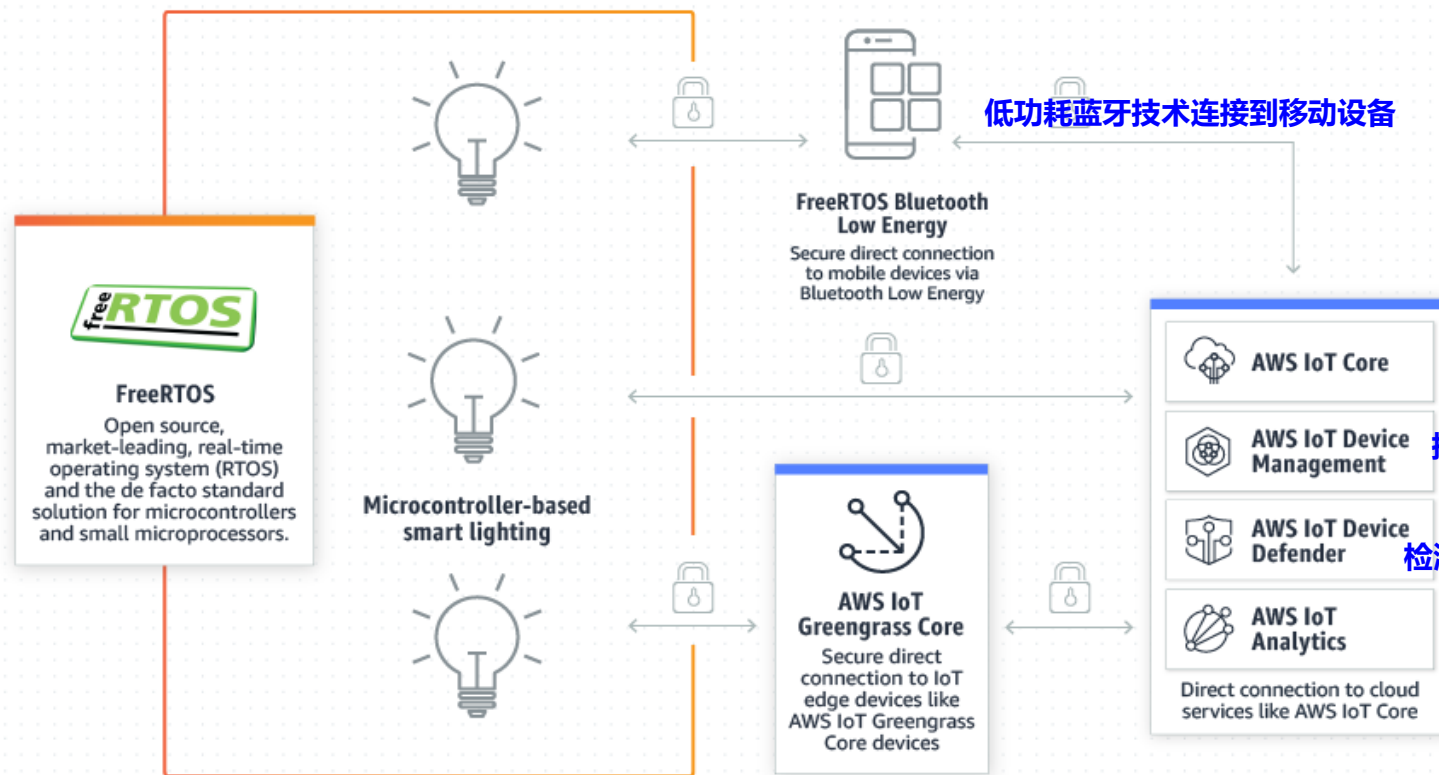 低功耗蓝牙技术连接到移动设备
FreeRTOS Bluetooth
Low Energy
Secure direct connection
to mobile devices via
Bluetooth Low Energy
free RTOS
FreeRTOS
Open source,
market-leading, real-time
operating system (RTOS)
and the de facto standard
solution for microcontrollers
and small microprocessors.
Microcontroller-based
smart lighting
AWS IoT
Greengrass Core
Secure direct
connection to IoT
edge devices like
AWS IoT Greengrass
Core devices
AWS IoT Core
AWS IoT Device
Management
AWS IoT Device
Defender
检
AWS IoT
Analytics
Direct connection to cloud
services like AWS IoT Core